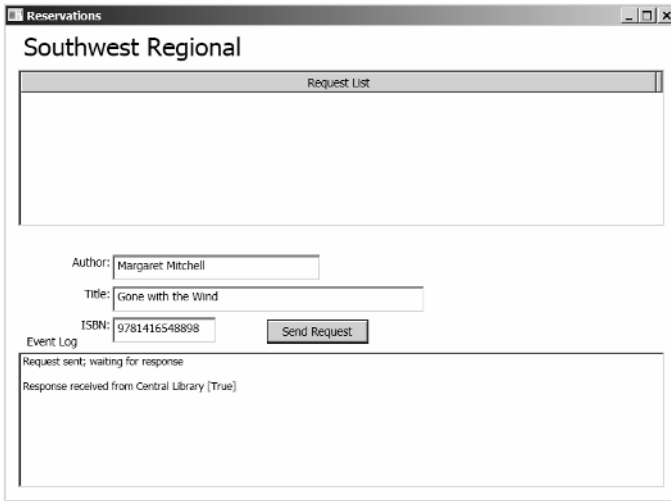 Reservations
Southwest Regional
Request List
Author: Margaret Mitchell
Title: Gone with the Wind
ISBN: 9781416548898 Send Request
Event Log
Request sent; waiting for response
Response received from Central Library [True]